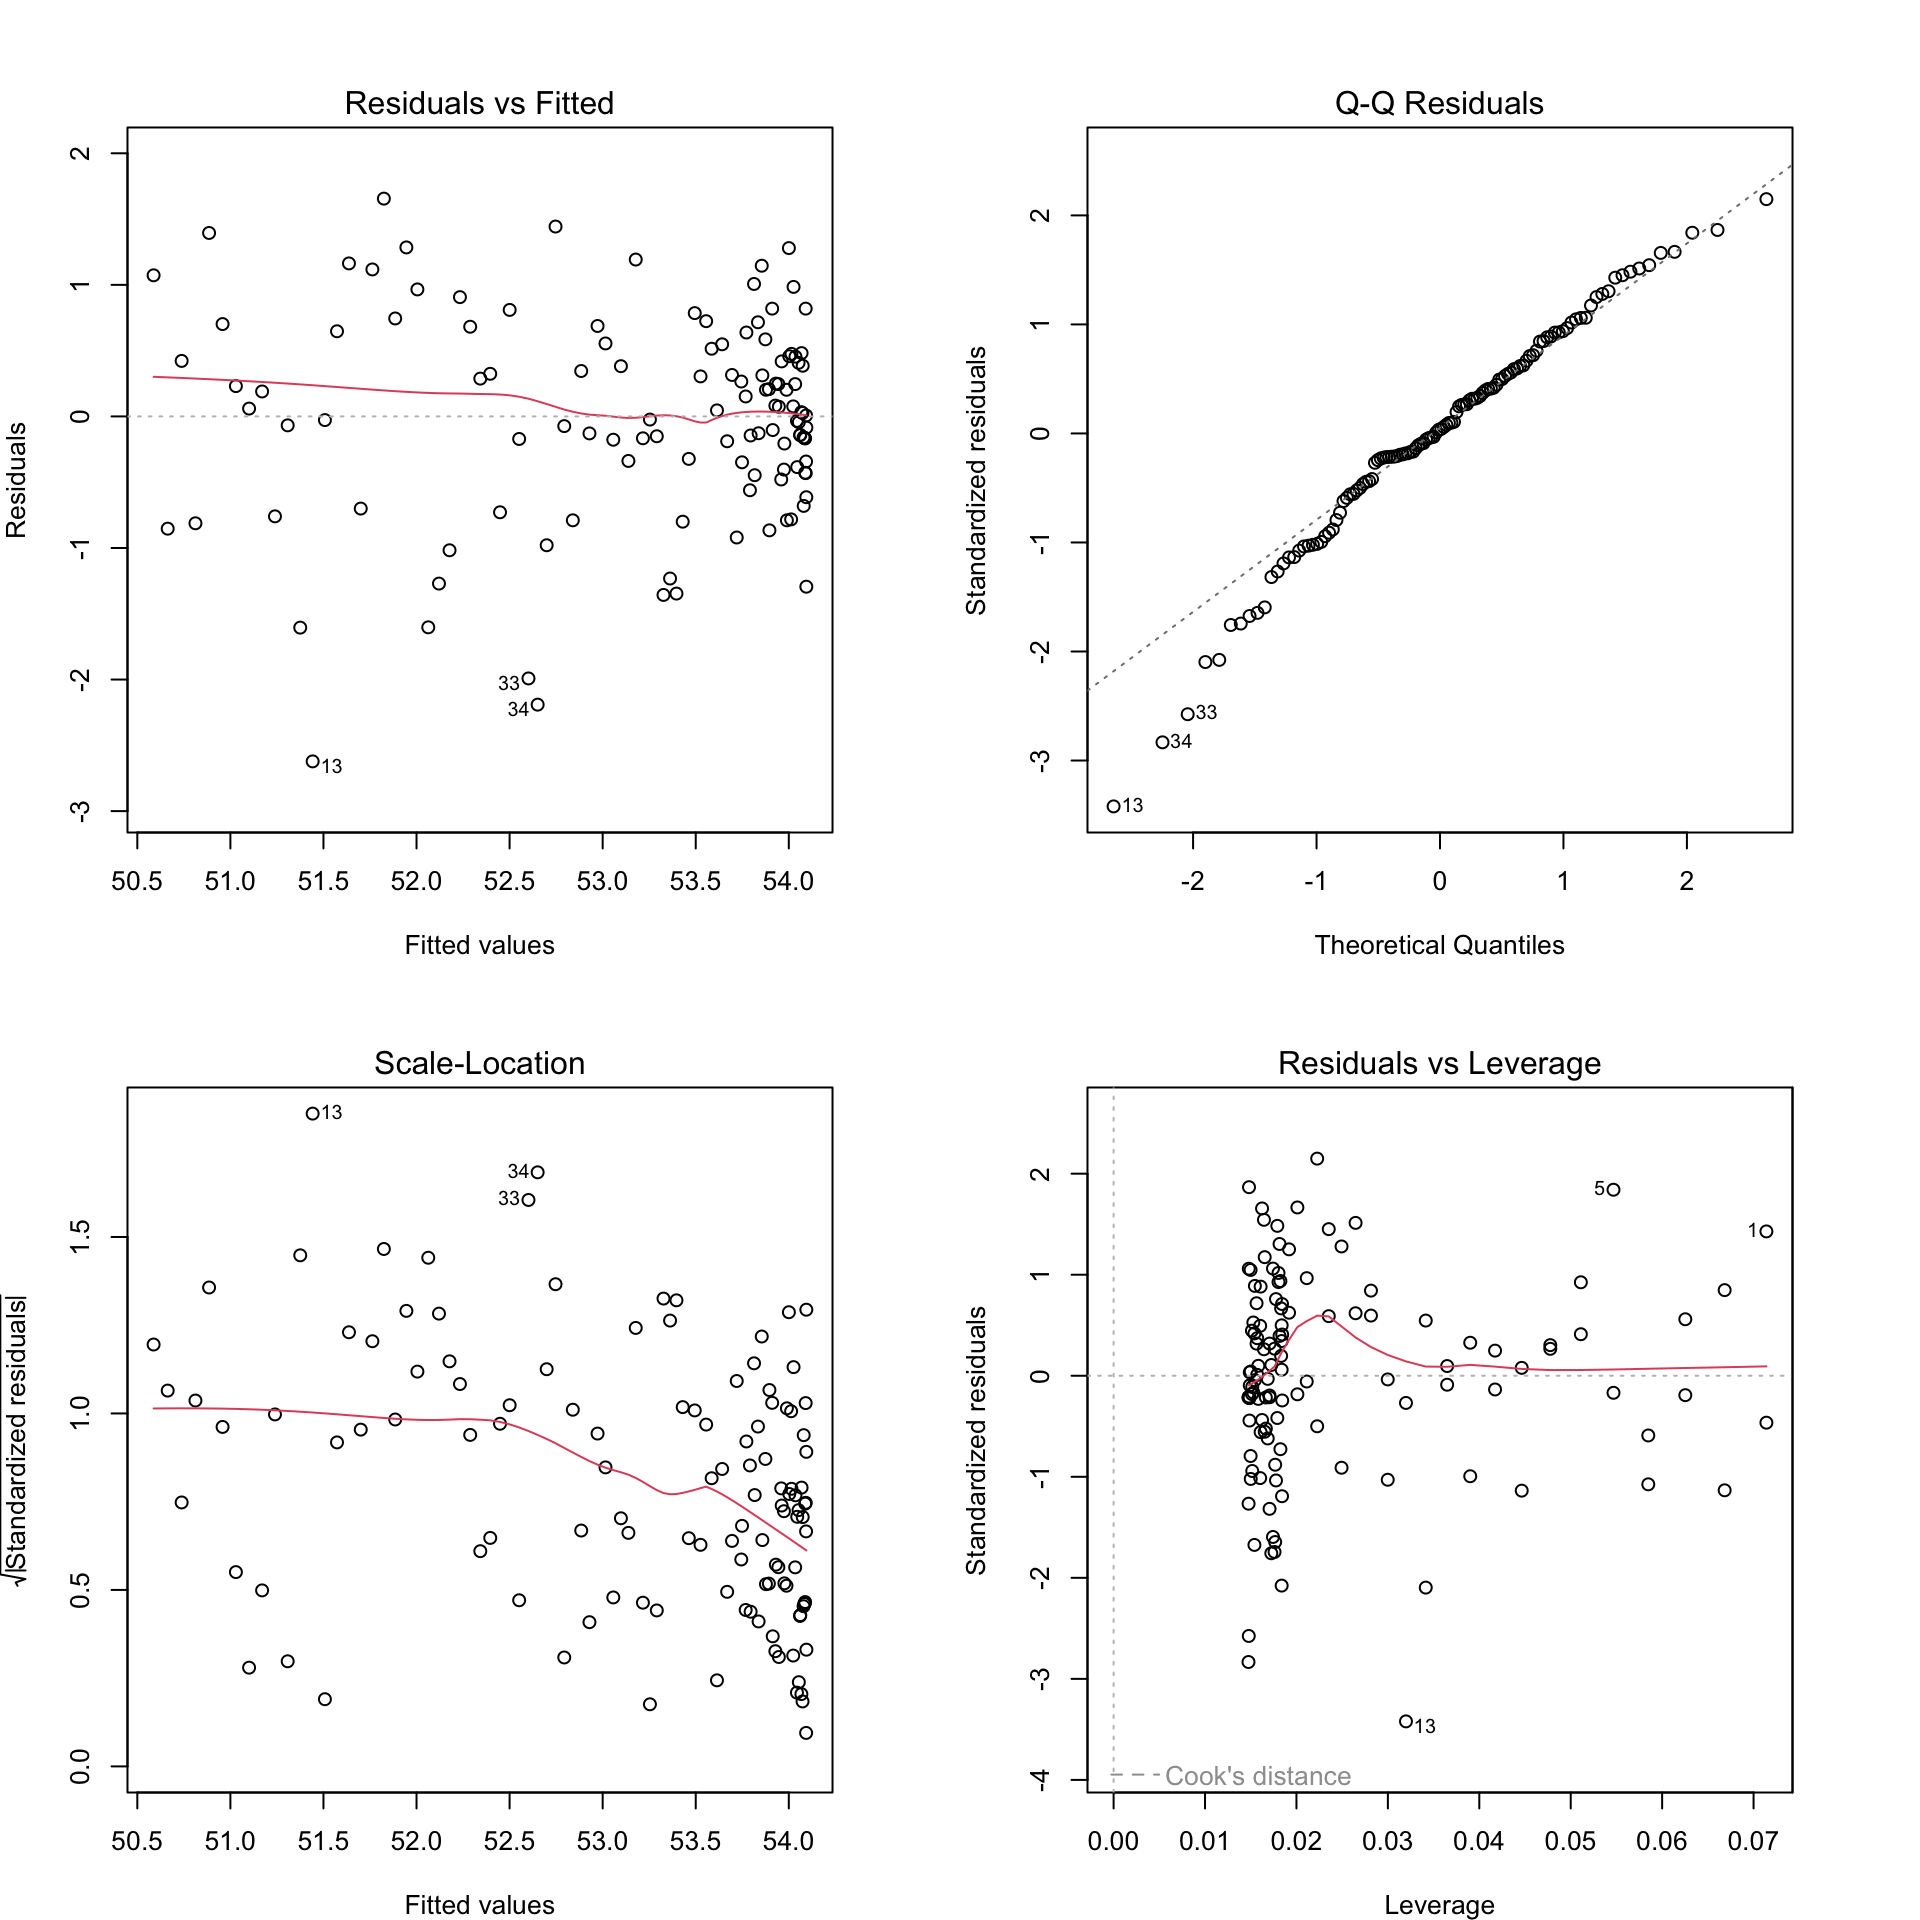 Residuals vs Fitted
Residuals
2
1
0
-1
-2
-3
33
34
13
50.5 51.0 51.5 52.0 52.5 53.0 53.5 54.0
Fitted values
Q-Q Residuals
Standardized residuals
2
1
0
-1
-2
-3
33
34
13
-2 -1 0 1 2
Theoretical Quantiles
Scale-Location
√|Standardized residuals|
1.5
1.0
0.5
0.0
13
34
33
50.5 51.0 51.5 52.0 52.5 53.0 53.5 54.0
Fitted values
Residuals vs Leverage
Standardized residuals
2
1
0
-1
-2
-3
-4
5
1
13
Cook's distance
0.00 0.01 0.02 0.03 0.04 0.05 0.06 0.07
Leverage